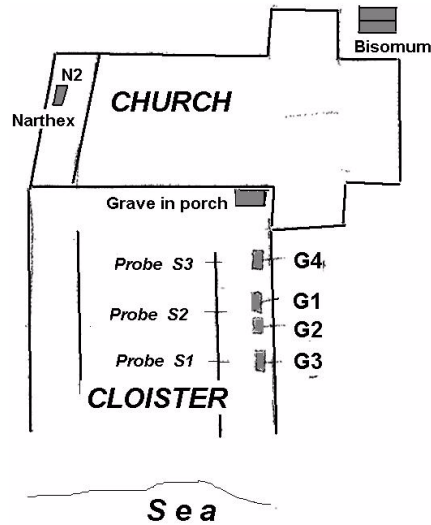 N2
Bisomum
CHURCH
Narthex
Grave in porch
Probe S3
G4
G1
Probe S2
G2
Probe S1
G3
CLOISTER
Sea